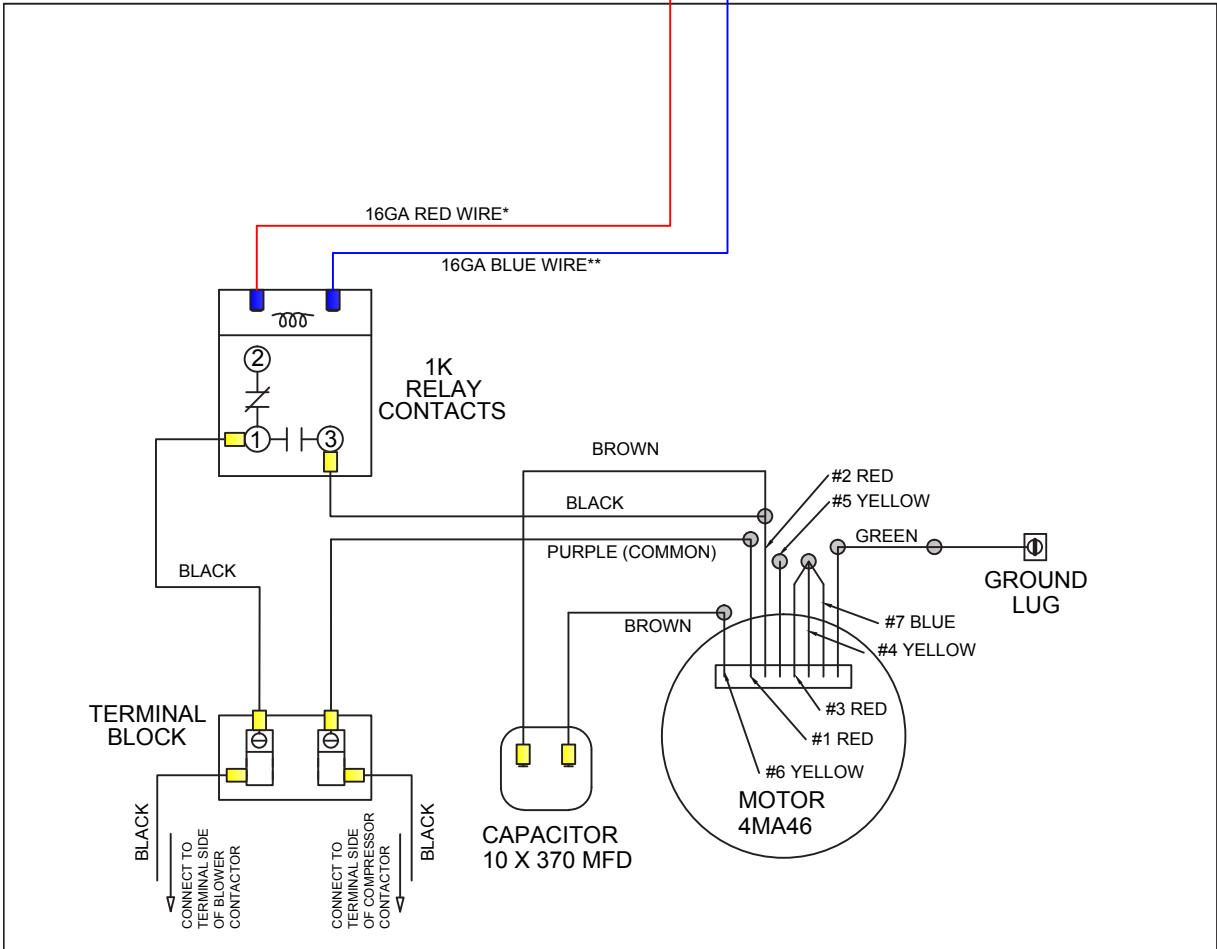 16GA RED WIRE*
16GA BLUE WIRE**
2
1
3
1K
RELAY
CONTACTS
BROWN
#2 RED
#5 YELLOW
BLACK
GREEN
PURPLE (COMMON)
BLACK
GROUND
LUG
BROWN
#7 BLUE
#4 YELLOW
TERMINAL
BLOCK
#3 RED
#1 RED
#6 YELLOW
MOTOR
4MA46
CAPACITOR
10 X 370 MFD
BLACK
CONNECT TO
TERMINAL SIDE
OF BLOWER
CONTACTOR
CONNECT TO
TERMINAL SIDE
OF COMPRESSOR
CONTACTOR
BLACK